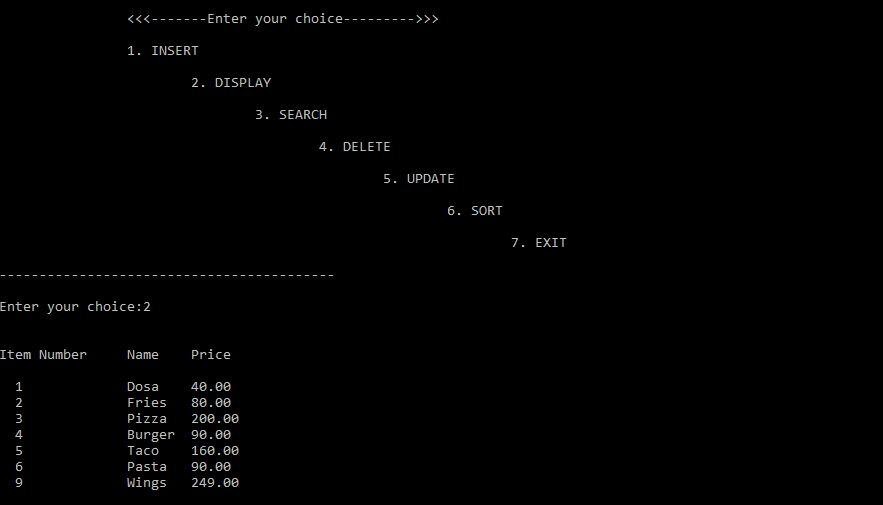 <<<-------Enter your choice--------->>>
1. INSERT
2. DISPLAY
3. SEARCH
4. DELETE
5. UPDATE
6. SORT
7. EXIT
------------------------------------------
Enter your choice:2
Item Number Name Price
1 Dosa 40.00
2 Fries 80.00
3 Pizza 200.00
4 Burger 90.00
5 Taco 160.00
6 Pasta 90.00
9 Wings 249.00